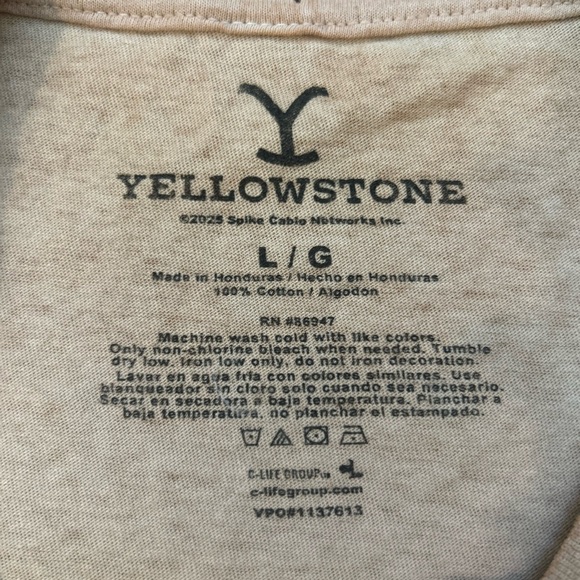 YELLOWSTONE
©2025 Spike Cable Networks Inc.
L / G
Made in Honduras / Hecho en Honduras
100% Cotton / Algodon
RN #86947
Machine wash cold with like colors.
Only non-chlorine bleach when needed. Tumble
dry low. Iron low only, do not iron decoration.
Lavar en agua fria con colores similares. Use
blanqueador sin cloro solo cuando sea necesario.
Secar en secadora a baja temperatura. Planchar a
baja temperatura, no planchar el estampado.
C-LIFE GROUP
c-lifegroup.com
VPO#1137613